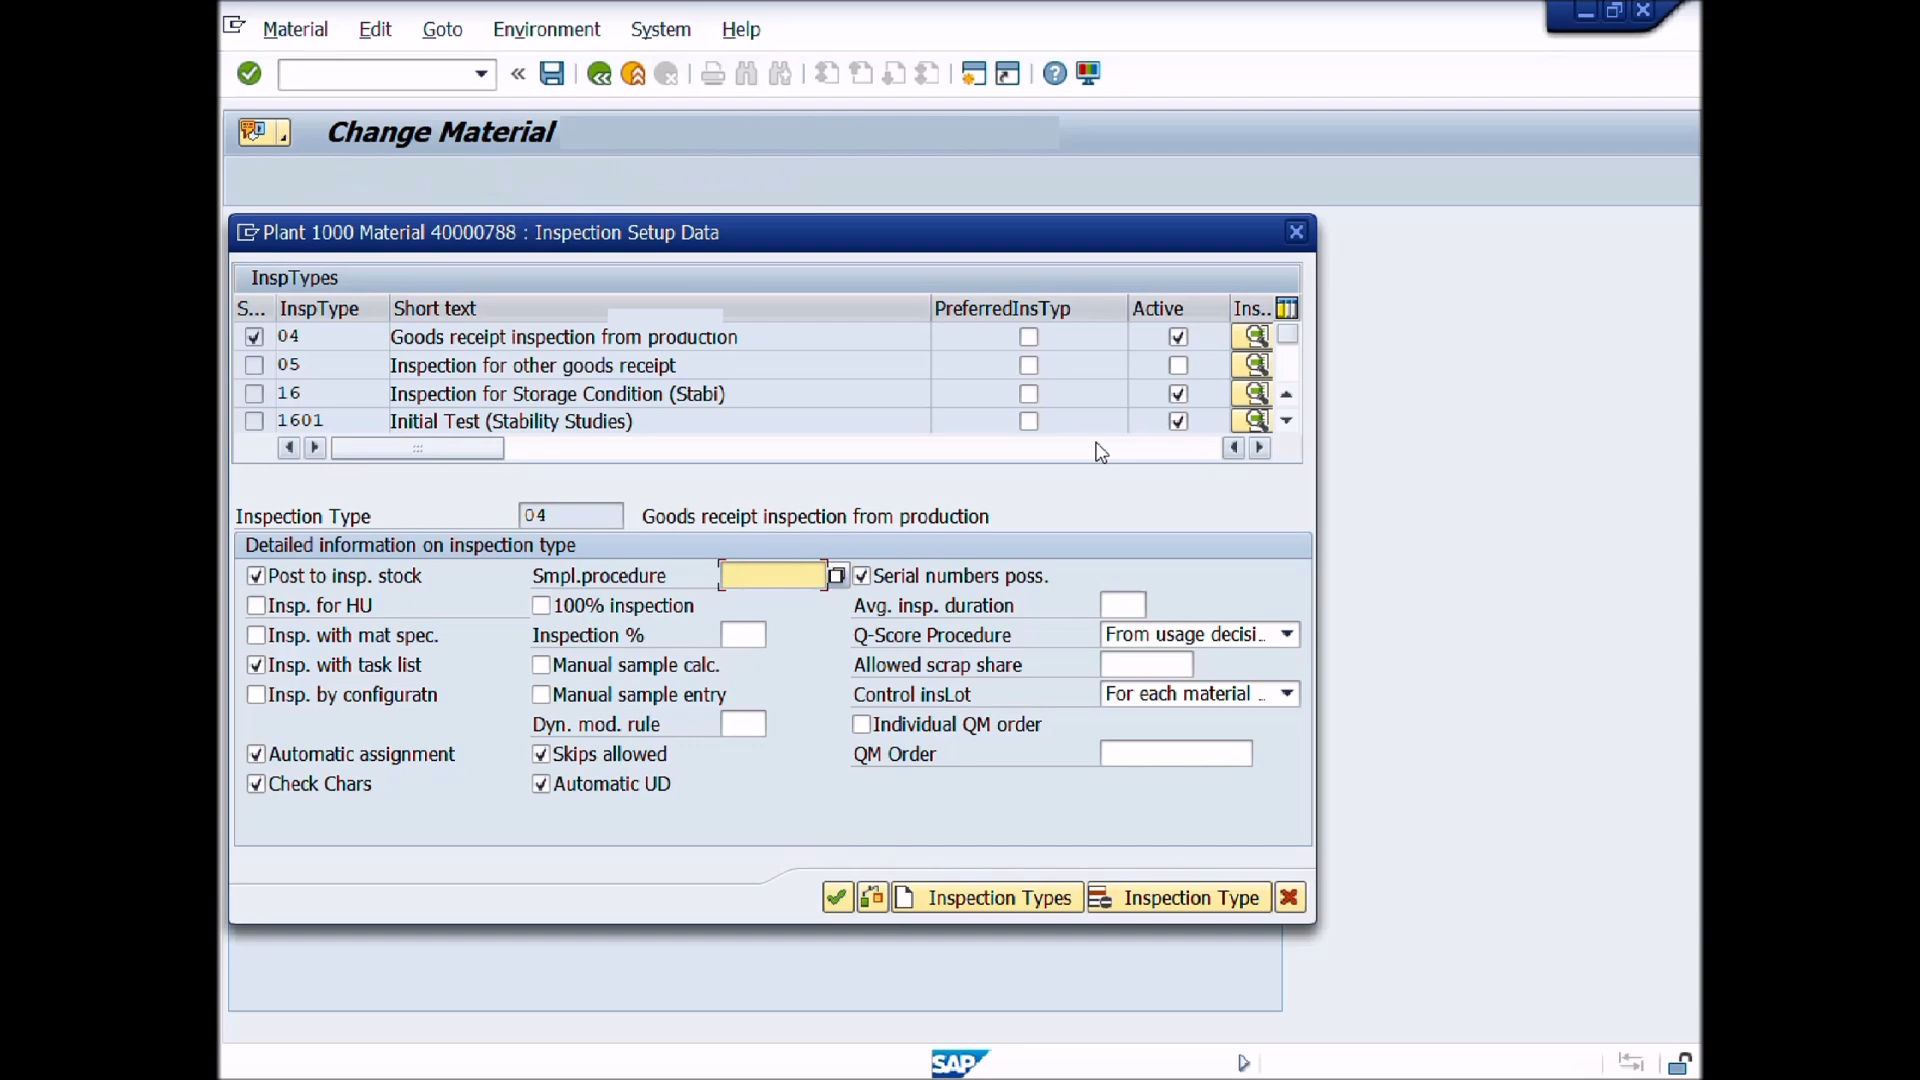 Material Edit Goto Environment System Help
Change Material
Plant 1000 Material 40000788 : Inspection Setup Data
InspTypes
S... InspType Short text PreferredInsTyp Active Ins..
04 Goods receipt inspection from production
05 Inspection for other goods receipt
16 Inspection for Storage Condition (Stabi)
1601 Initial Test (Stability Studies)
Inspection Type 04 Goods receipt inspection from production
Detailed information on inspection type
Post to insp. stock Smpl.procedure Serial numbers poss.
Insp. for HU 100% inspection Avg. insp. duration
Insp. with mat spec. Inspection % Q-Score Procedure From usage decisi..
Insp. with task list Manual sample calc. Allowed scrap share
Insp. by configuratn Manual sample entry Control insLot For each material ..
Dyn. mod. rule Individual QM order
Automatic assignment Skips allowed QM Order
Check Chars Automatic UD
Inspection Types Inspection Type
SAP